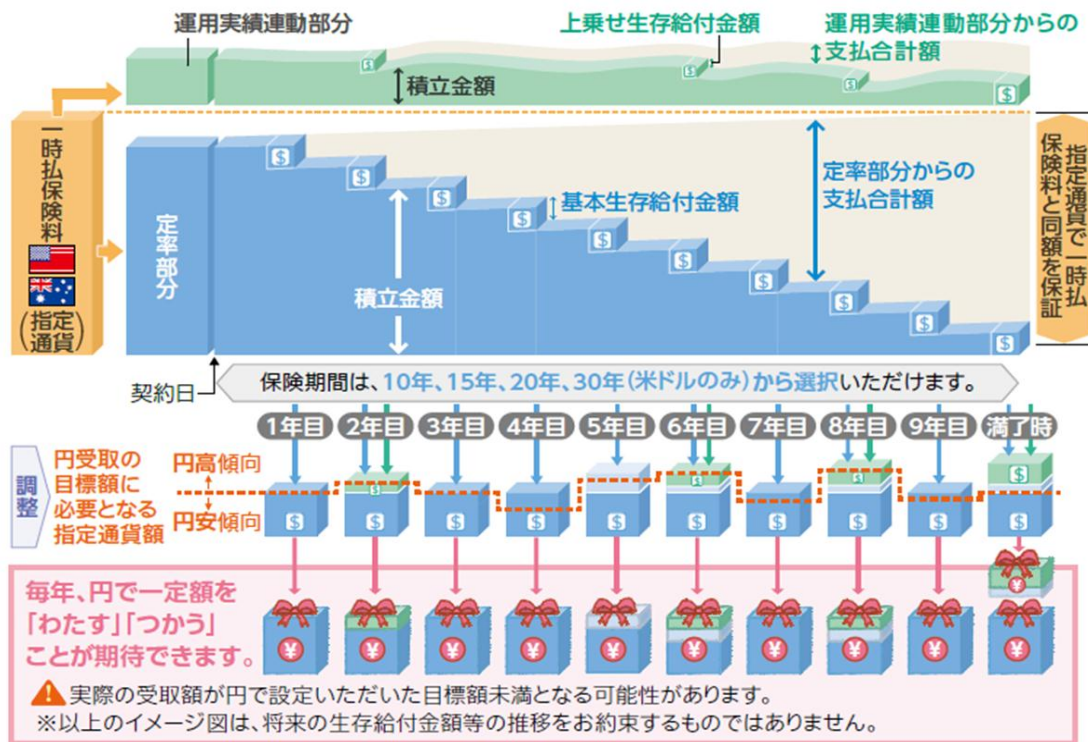 運用実績連動部分
上乗せ生存給付金額
運用実績連動部分からの
支払合計額
$
$
$
$
積立金額
一時払保険料
(指定
通貨)
定率部分
$
$
$
$
$
$
$
$
$
$
基本生存給付金額
定率部分からの
支払合計額
積立金額
指定通貨で一時払
保険料と同額を保証
契約日
保険期間は、10年、15年、20年、30年(米ドルのみ)から選択いただけます。
1年目 2年目 3年目 4年目 5年目 6年目 7年目 8年目 9年目 満了時
調整
円受取の
目標額に
必要となる
指定通貨額
円高傾向
円安傾向
$ $ $ $
$ $ $ $ $ $ $ $ $ $
毎年、円で一定額を
「わたす」「つかう」
ことが期待できます。
¥
¥ ¥ ¥ ¥ ¥ ¥ ¥ ¥ ¥ ¥
実際の受取額が円で設定いただいた目標額未満となる可能性があります。
※以上のイメージ図は、将来の生存給付金額等の推移をお約束するものではありません。